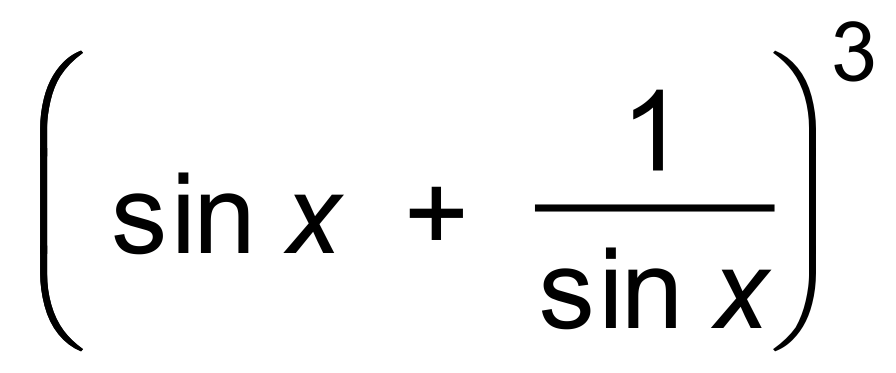 ( sin x + 1/sin x )³